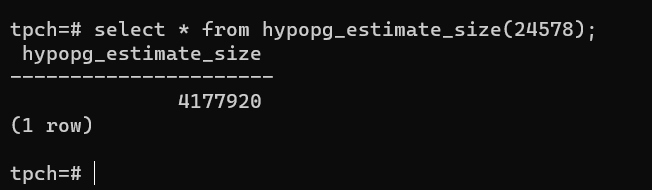 tpch=# select * from hypopg_estimate_size(24578);
 hypopg_estimate_size
----------------------
              4177920
(1 row)

tpch=#